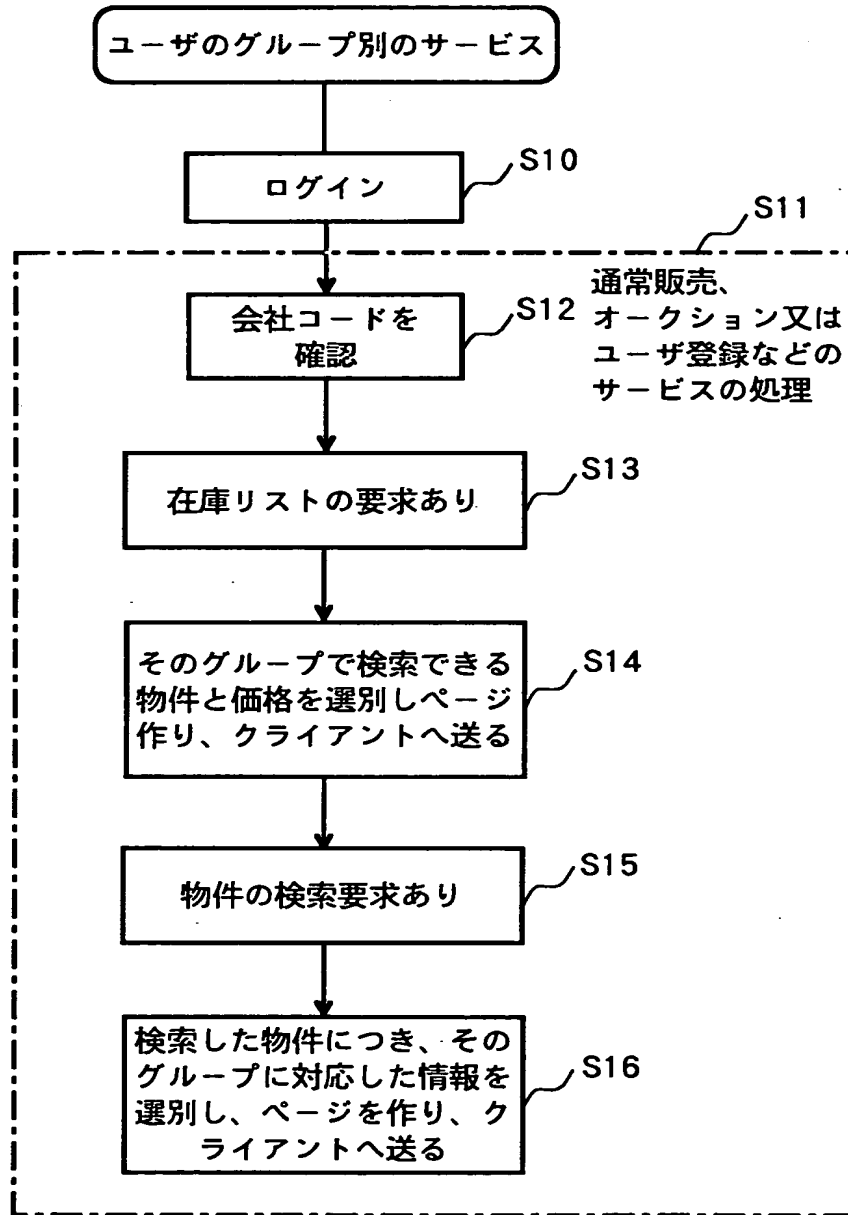 ユーザのグループ別のサービス
ログイン
S10
S11
通常販売、
オークション又は
ユーザ登録などの
サービスの処理
会社コードを
確認
S12
在庫リストの要求あり
S13
そのグループで検索できる
物件と価格を選別しページ
作り、クライアントへ送る
S14
物件の検索要求あり
S15
検索した物件につき、その
グループに対応した情報を
選別し、ページを作り、ク
ライアントへ送る
S16